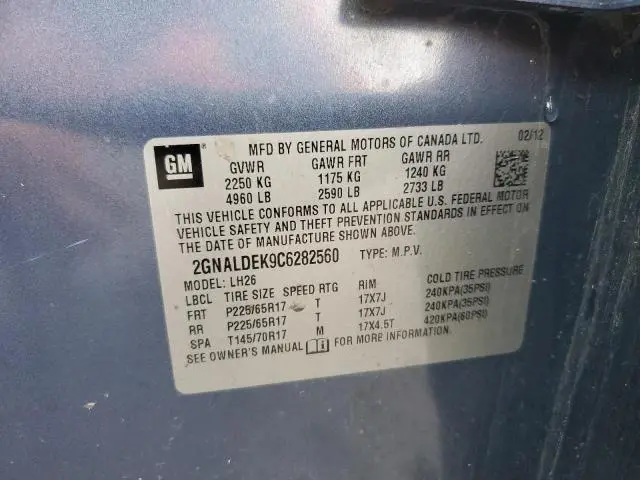 MFD BY GENERAL MOTORS OF CANADA LTD. 02/12
GM
GVWR GAWR FRT GAWR RR
2250 KG 1175 KG 1240 KG
4960 LB 2590 LB 2733 LB
THIS VEHICLE CONFORMS TO ALL APPLICABLE U.S. FEDERAL MOTOR
VEHICLE SAFETY AND THEFT PREVENTION STANDARDS IN EFFECT ON
THE DATE OF MANUFACTURE SHOWN ABOVE.
2GNALDEK9C6282560 TYPE: M.P.V.
MODEL: LH26
LBCL TIRE SIZE SPEED RTG RIM COLD TIRE PRESSURE
FRT P225/65R17 T 17X7J 240KPA(35PSI)
RR P225/65R17 T 17X7J 240KPA(35PSI)
SPA T145/70R17 M 17X4.5T 420KPA(60PSI)
SEE OWNER'S MANUAL FOR MORE INFORMATION.